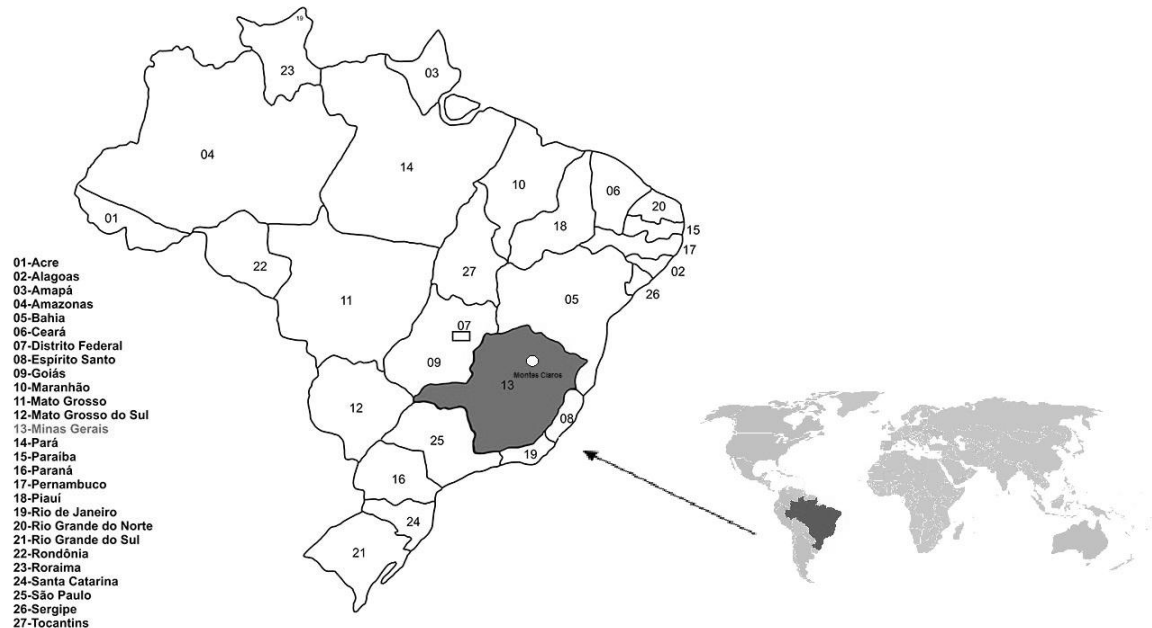 19
23
03
04
14
10
06
20
01
18
15
17
22
27
02
26
11
05
07
09
Montes Claros
13
12
08
25
19
16
24
21
01-Acre
02-Alagoas
03-Amapá
04-Amazonas
05-Bahia
06-Ceará
07-Distrito Federal
08-Espírito Santo
09-Goiás
10-Maranhão
11-Mato Grosso
12-Mato Grosso do Sul
13-Minas Gerais
14-Pará
15-Paraíba
16-Paraná
17-Pernambuco
18-Piauí
19-Rio de Janeiro
20-Rio Grande do Norte
21-Rio Grande do Sul
22-Rondônia
23-Roraima
24-Santa Catarina
25-São Paulo
26-Sergipe
27-Tocantins